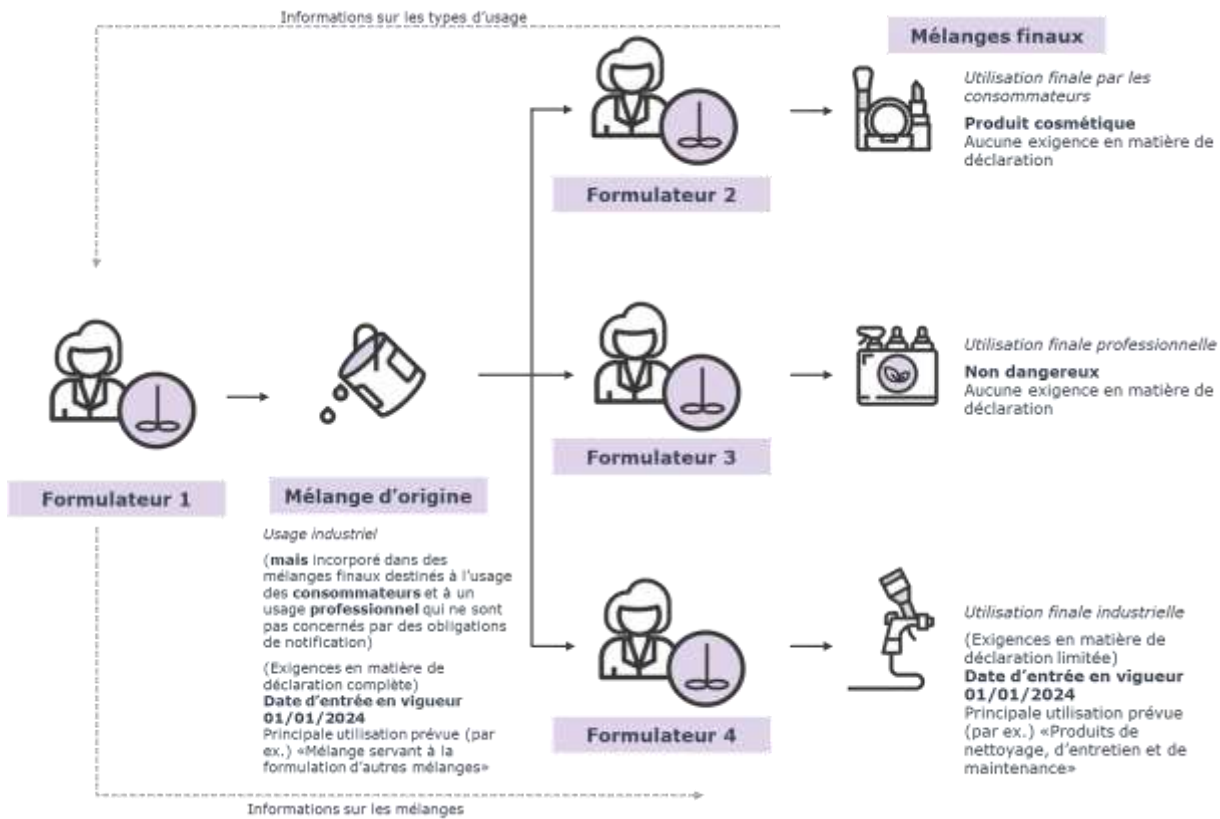 Informations sur les types d'usage
Mélanges finaux
Utilisation finale par les
consommateurs
Produit cosmétique
Aucune exigence en matière de
déclaration
Formulateur 2
Utilisation finale professionnelle
Non dangereux
Aucune exigence en matière de
déclaration
Formulateur 3
Formulateur 1
Mélange d'origine
Usage industriel
(mais incorporé dans des
mélanges finaux destinés à l'usage
des consommateurs et à un
usage professionnel qui ne sont
pas concernés par des obligations
de notification)
(Exigences en matière de
déclaration complète)
Date d'entrée en vigueur
01/01/2024
Principale utilisation prévue (par
ex.) «Mélange servant à la
formulation d'autres mélanges»
Utilisation finale industrielle
(Exigences en matière de
déclaration limitée)
Date d'entrée en vigueur
01/01/2024
Principale utilisation prévue
(par ex.) «Produits de
nettoyage, d'entretien et de
maintenance»
Formulateur 4
Informations sur les mélanges